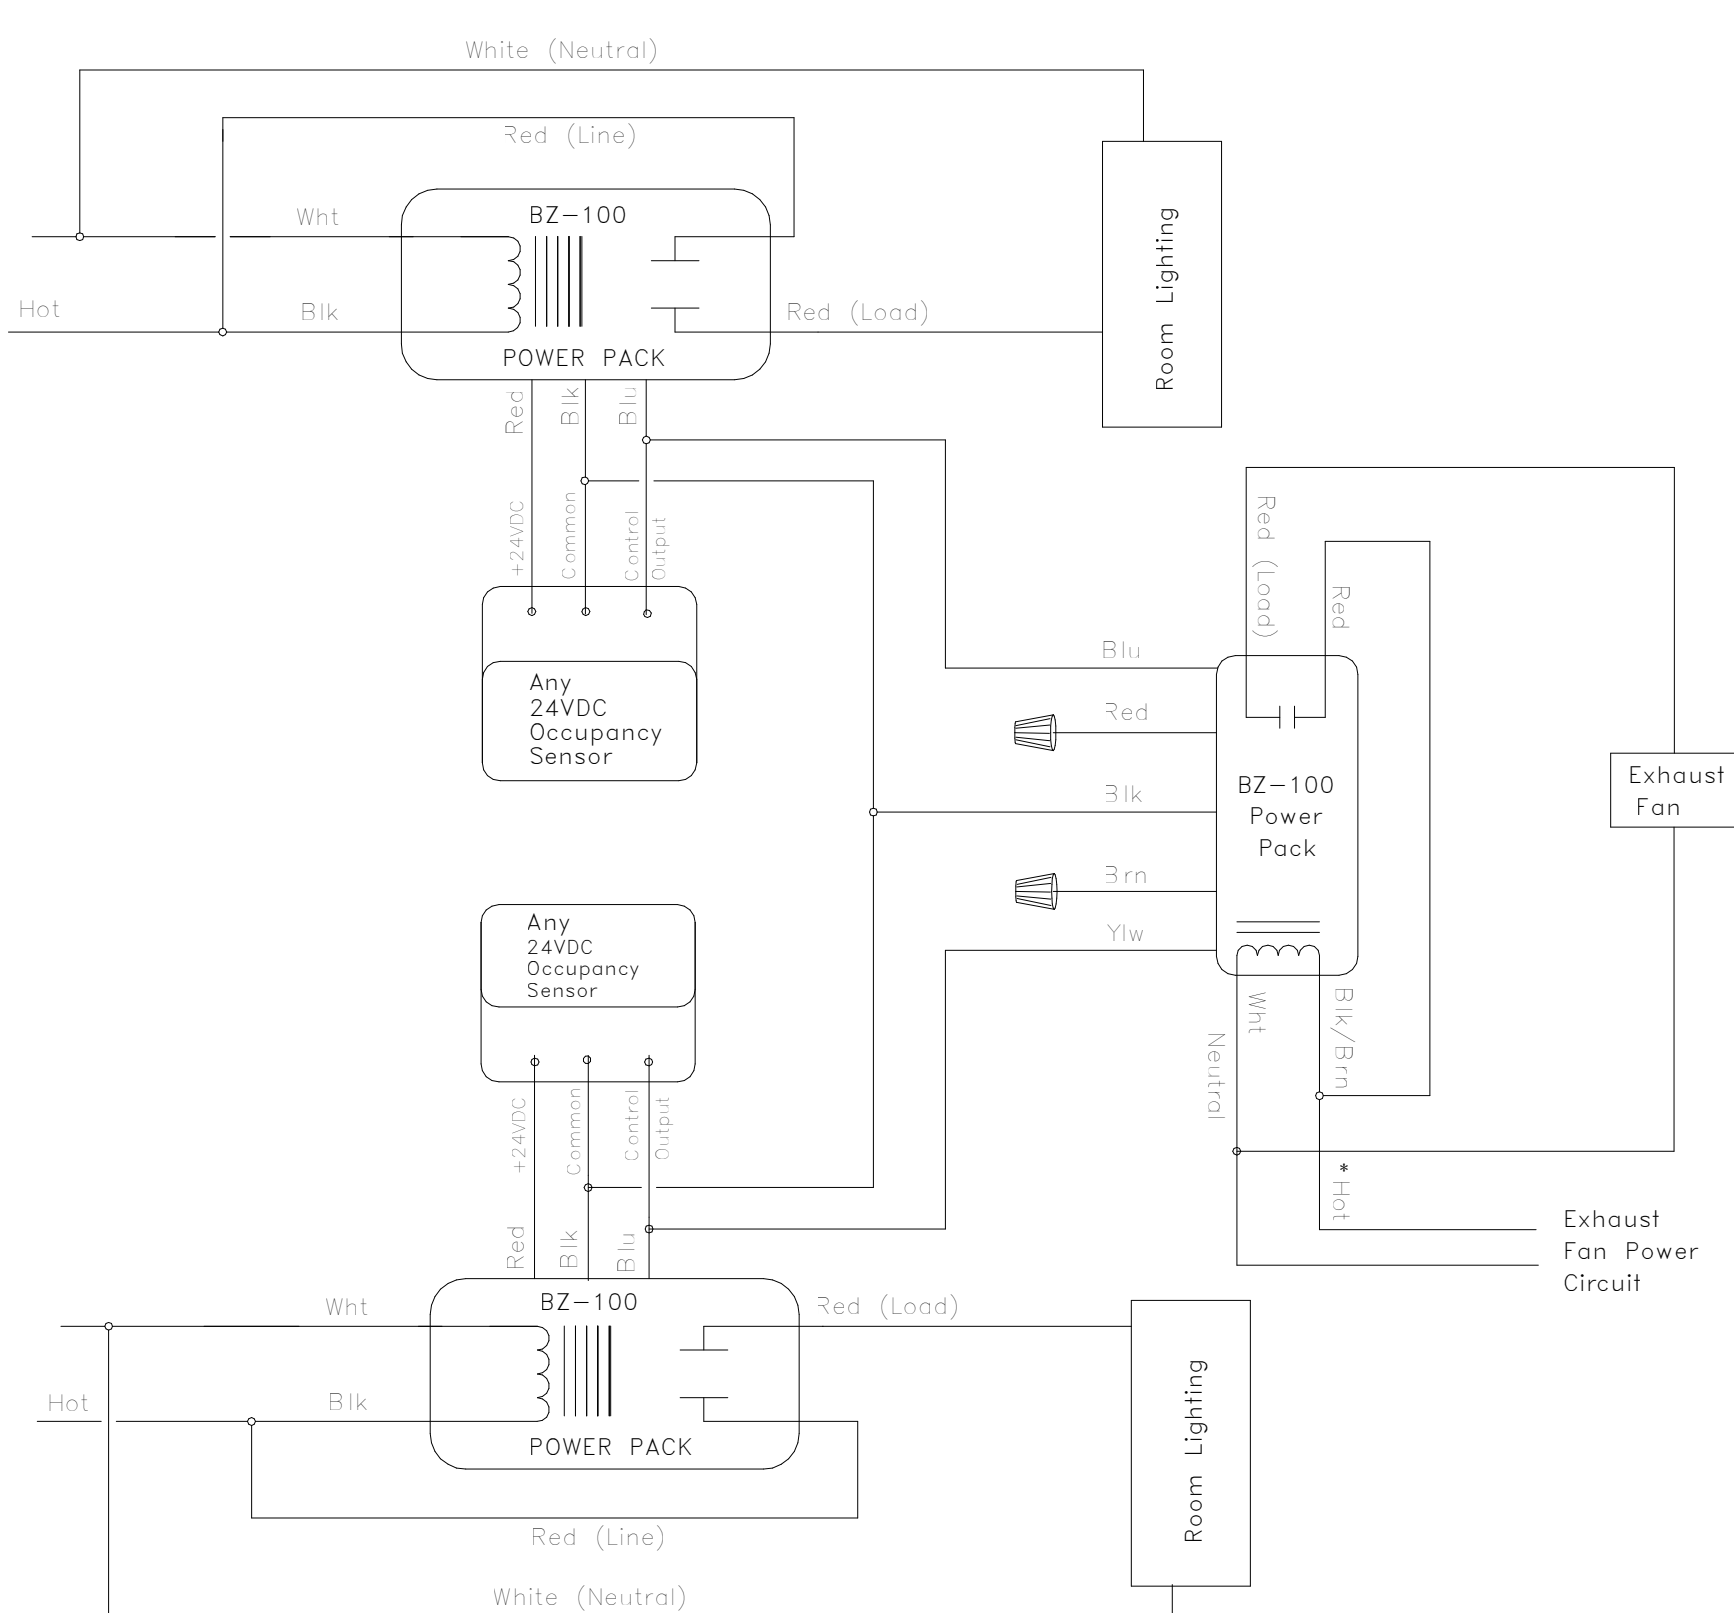 White (Neutral)
Red (Line)
Wht
BZ-100
Hot
Blk
Red (Load)
POWER PACK
Room Lighting
Red
Blk
Blu
+24VDC
Common
Control
Output
Any
24VDC
Occupancy
Sensor
Red (Load)
Red
Blu
Red
Blk
Brn
Ylw
BZ-100
Power
Pack
Exhaust
Fan
Wht
Neutral
Blk/Brn
* Hot
Exhaust
Fan Power
Circuit
Any
24VDC
Occupancy
Sensor
+24VDC
Common
Control
Output
Red
Blk
Blu
Wht
BZ-100
Red (Load)
Hot
Blk
POWER PACK
Room Lighting
Red (Line)
White (Neutral)